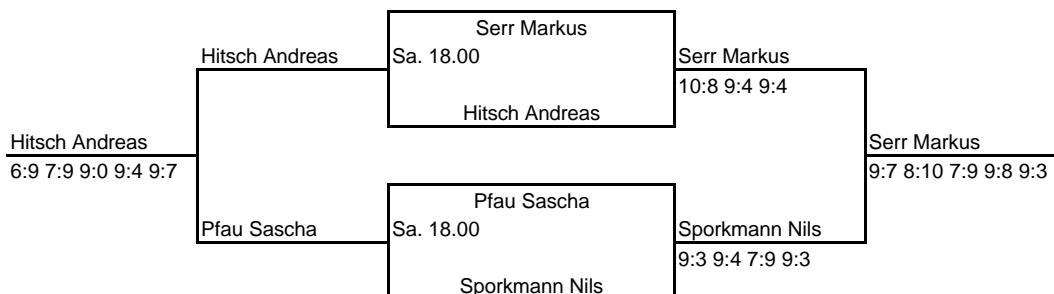 Serr Markus
Hitsch Andreas
Sa. 18.00
Serr Markus
10:8 9:4 9:4
Hitsch Andreas
Hitsch Andreas
6:9 7:9 9:0 9:4 9:7
Serr Markus
9:7 8:10 7:9 9:8 9:3
Pfau Sascha
Pfau Sascha
Sa. 18.00
Sporkmann Nils
9:3 9:4 7:9 9:3
Sporkmann Nils